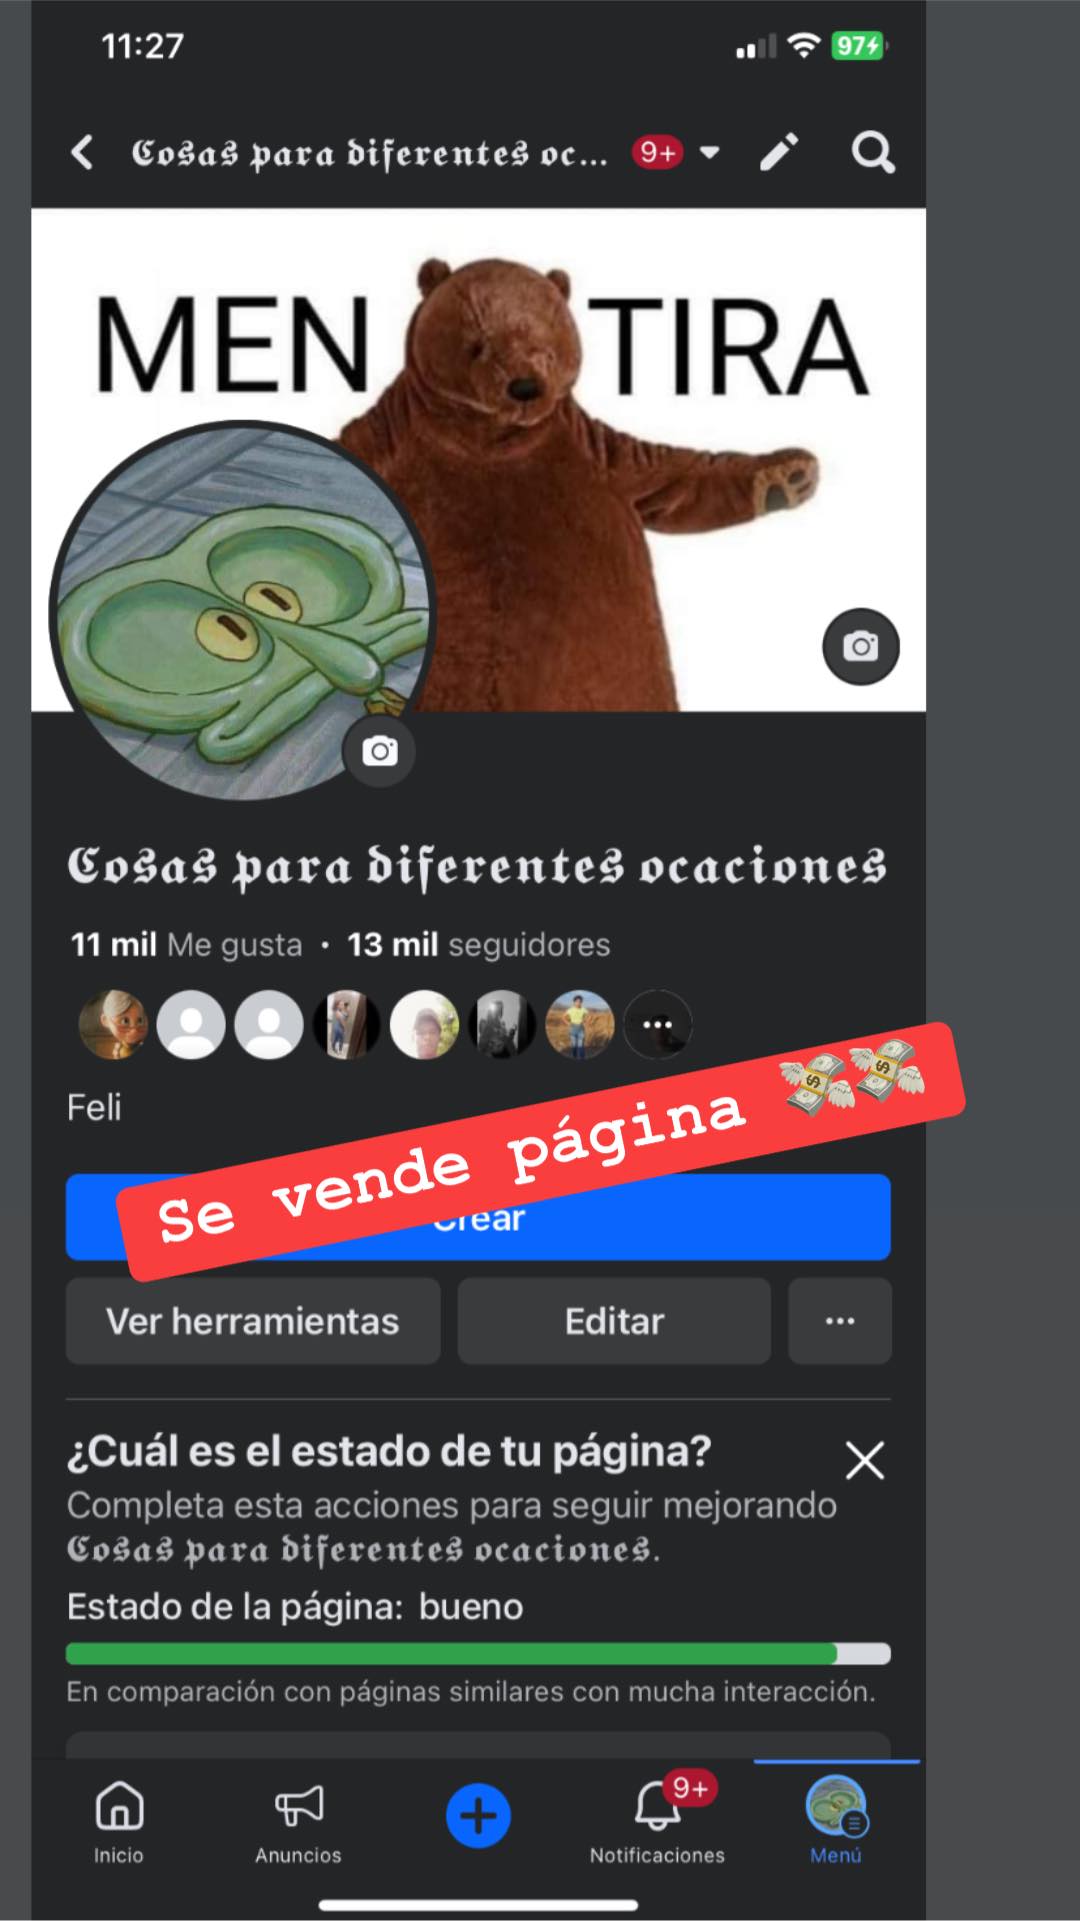 11:27
97
Cosas para diferentes oc... 9+
MEN TIRA
Cosas para diferentes ocaciones
11 mil Me gusta · 13 mil seguidores
Feli
Se vende página 💸💸
Crear
Ver herramientas Editar ...
¿Cuál es el estado de tu página?
Completa esta acciones para seguir mejorando
Cosas para diferentes ocaciones.
Estado de la página: bueno
En comparación con páginas similares con mucha interacción.
9+
Inicio Anuncios Notificaciones Menú